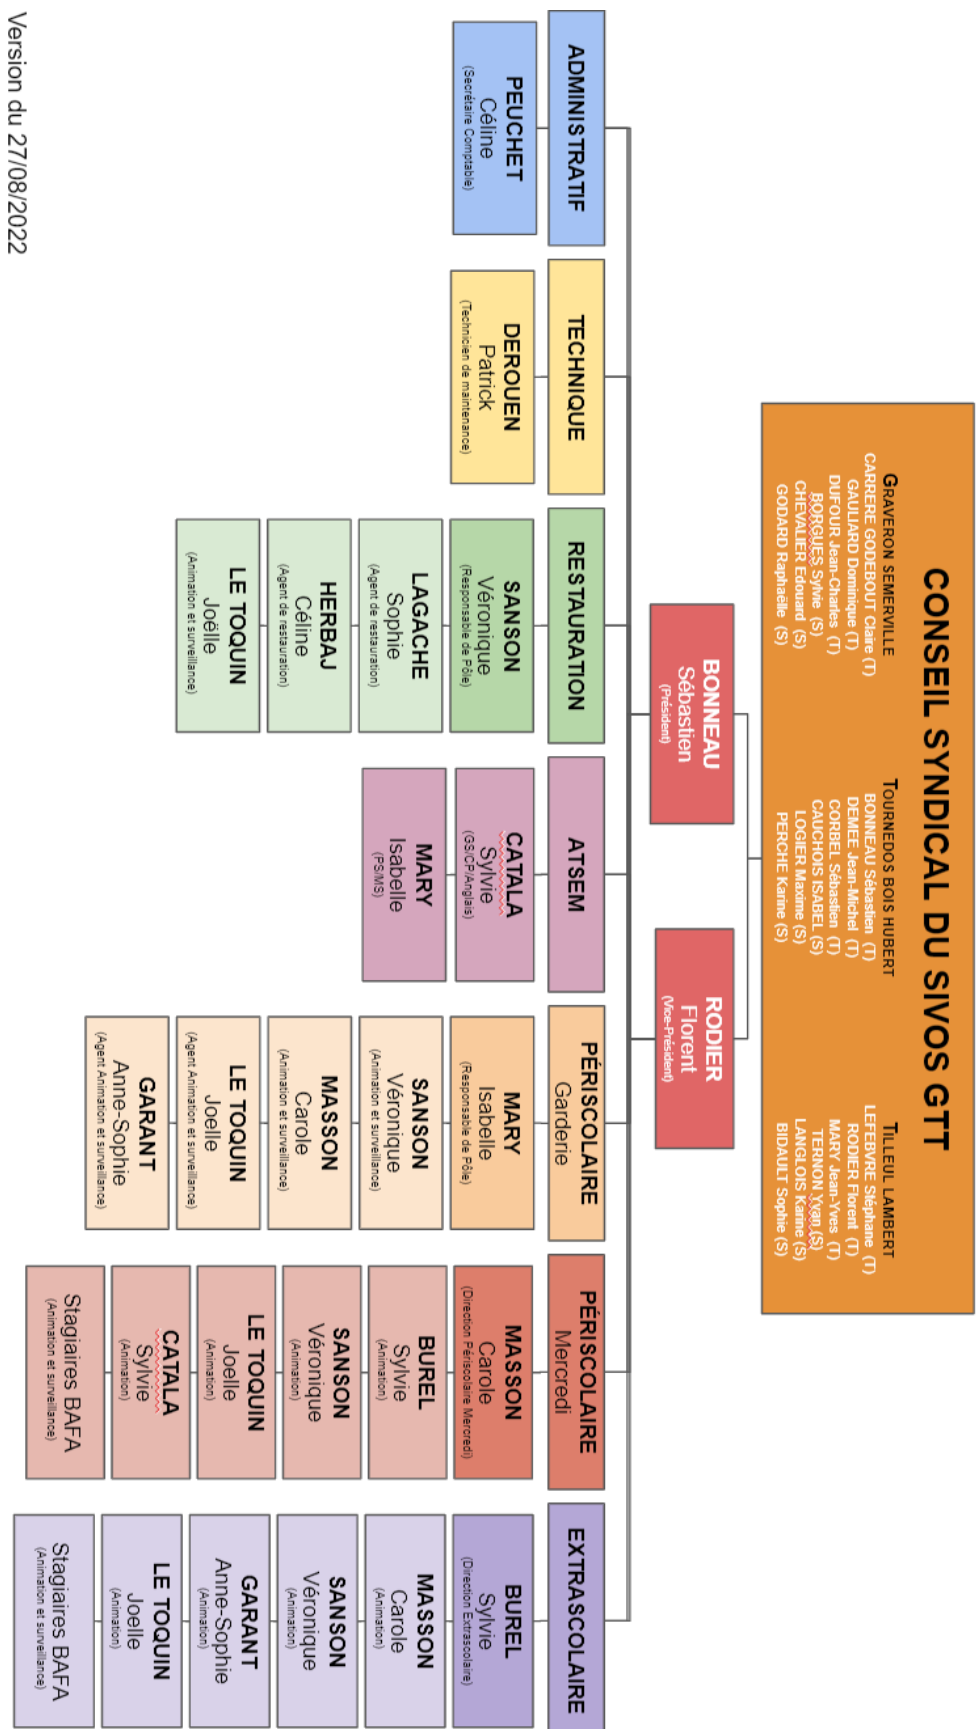 CONSEIL SYNDICAL DU SIVOS GTT
GRAVERON SEMERVILLE
CARRERE GODEBOUT Claire (T)
GAULIARD Dominique (T)
DUFOUR Jean-Charles (T)
BORGUES Sylvie (S)
CHEVALIER Edouard (S)
GODARD Raphaëlle (S)
TOURNEDOS BOIS HUBERT
BONNEAU Sébastien (T)
DEMEE Jean-Michel (T)
CORBEL Sébastien (T)
CAUCHOIS ISABEL (S)
LOGIER Maxime (S)
PERCHE Karine (S)
TILLEUL LAMBERT
LEFEBVRE Stéphane (T)
RODIER Florent (T)
MARY Jean-Yves (T)
TERNON Yvan (S)
LANGLOIS Karine (S)
BIDAULT Sophie (S)
BONNEAU
Sébastien
(Président)
RODIER
Florent
(Vice-Président)
ADMINISTRATIF
PEUCHET
Céline
(Secrétaire Comptable)
TECHNIQUE
DEROUEN
Patrick
(Technicien de maintenance)
RESTAURATION
SANSON
Véronique
(Responsable de Pôle)
LAGACHE
Sophie
(Agent de restauration)
HERBAJ
Céline
(Agent de restauration)
LE TOQUIN
Joëlle
(Animation et surveillance)
ATSEM
CATALA
Sylvie
(GS/CP/Anglais)
MARY
Isabelle
(PS/MS)
PÉRISCOLAIRE
Garderie
MARY
Isabelle
(Responsable de Pôle)
SANSON
Véronique
(Animation et surveillance)
MASSON
Carole
(Animation et surveillance)
LE TOQUIN
Joelle
(Agent Animation et surveillance)
GARANT
Anne-Sophie
(Agent Animation et surveillance)
PÉRISCOLAIRE
Mercredi
MASSON
Carole
(Direction Périscolaire Mercredi)
BUREL
Sylvie
(Animation)
SANSON
Véronique
(Animation)
LE TOQUIN
Joelle
(Animation)
CATALA
Sylvie
(Animation)
Stagiaires BAFA
(Animation et surveillance)
EXTRASCOLAIRE
BUREL
Sylvie
(Direction Extrascolaire)
MASSON
Carole
(Animation)
SANSON
Véronique
(Animation)
GARANT
Anne-Sophie
(Animation)
LE TOQUIN
Joelle
(Animation)
Stagiaires BAFA
(Animation et surveillance)
Version du 27/08/2022